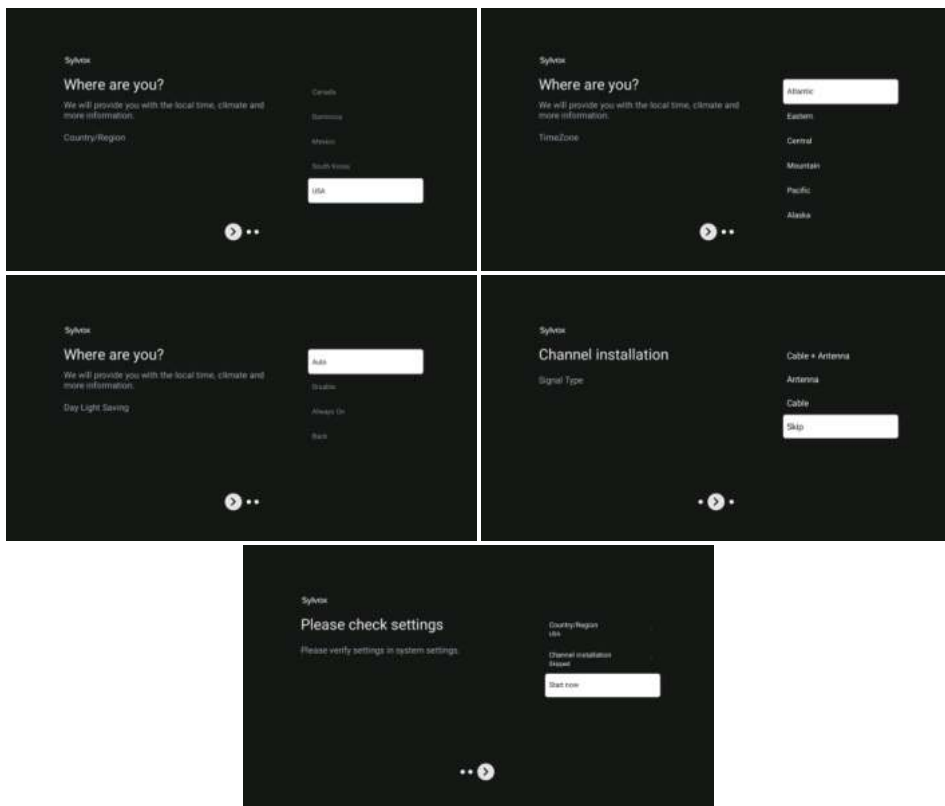 Sylvox
Where are you?
We will provide you with the local time, climate and
more information.
Country/Region
Canada
Dominica
Mexico
South Korea
USA
Sylvox
Where are you?
We will provide you with the local time, climate and
more information.
TimeZone
Atlantic
Eastern
Central
Mountain
Pacific
Alaska
Sylvox
Where are you?
We will provide you with the local time, climate and
more information.
Day Light Saving
Auto
Disable
Always On
Back
Sylvox
Channel installation
Signal Type
Cable + Antenna
Antenna
Cable
Skip
Sylvox
Please check settings
Please verify settings in system settings.
Country/Region
USA
Channel installation
Skipped
Start now